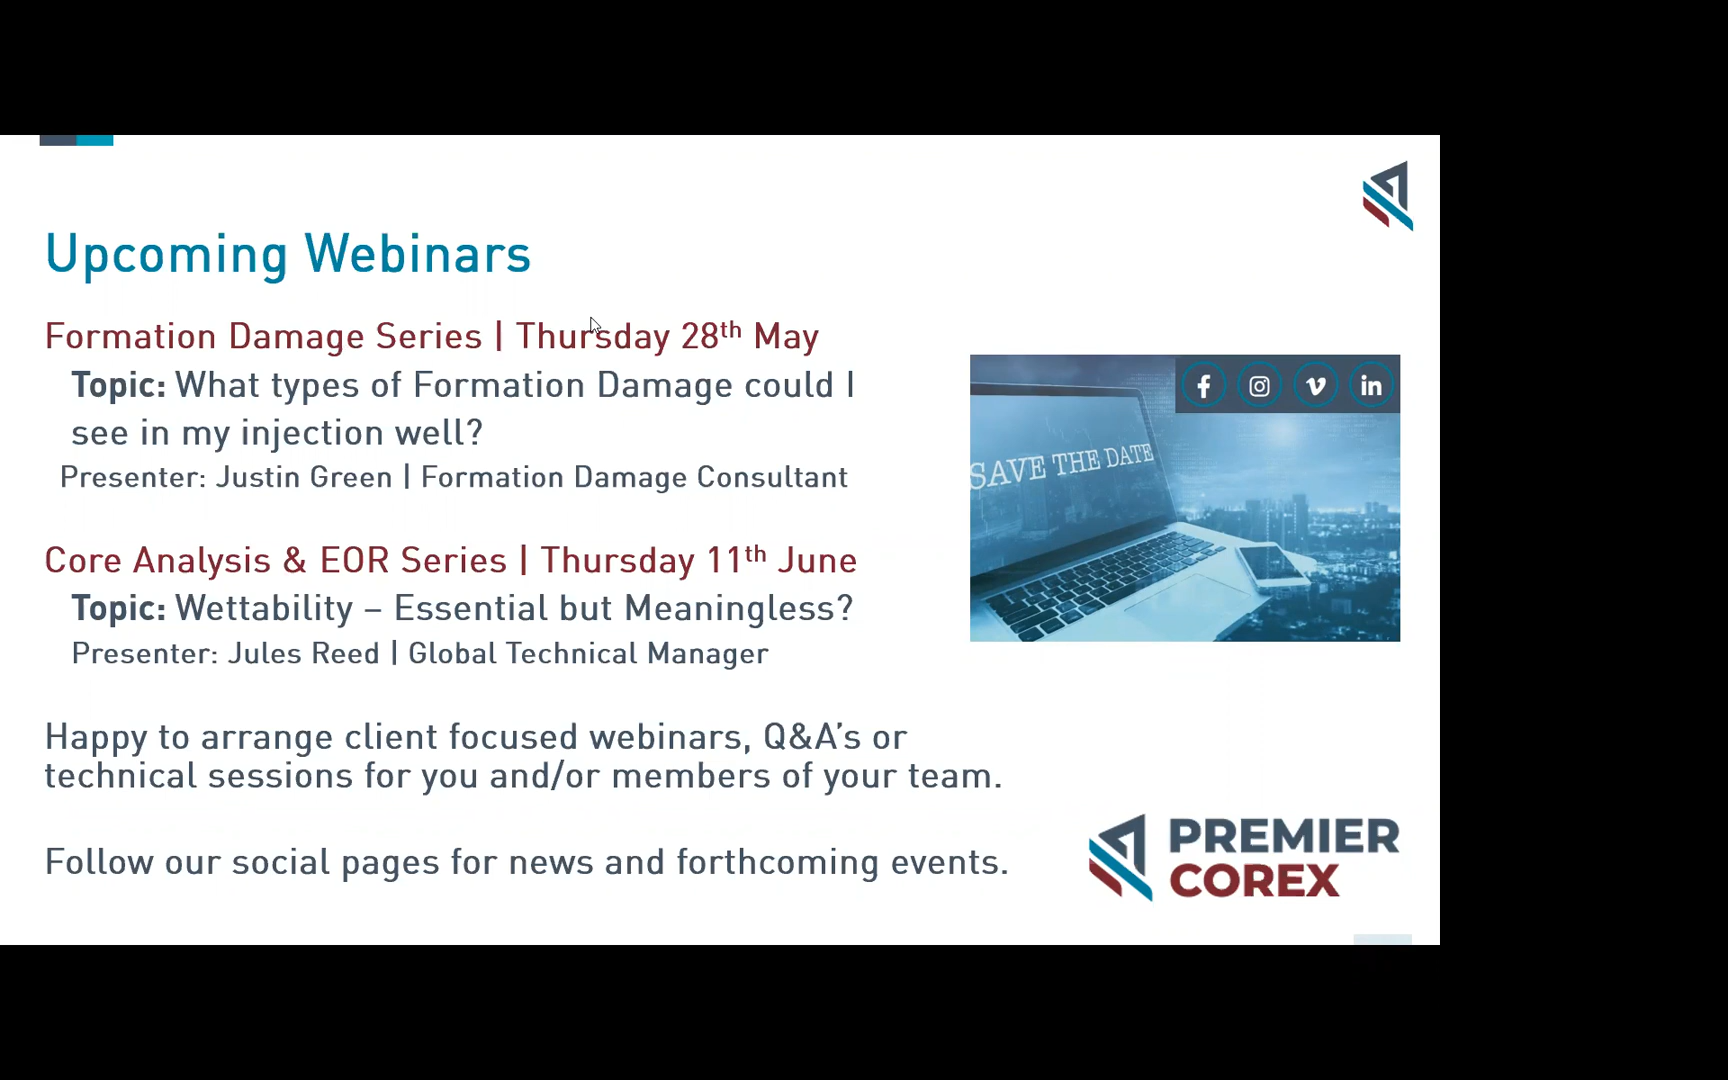 Upcoming Webinars
Formation Damage Series | Thursday 28th May
Topic: What types of Formation Damage could I
see in my injection well?
Presenter: Justin Green | Formation Damage Consultant
SAVE THE DATE
Core Analysis & EOR Series | Thursday 11th June
Topic: Wettability – Essential but Meaningless?
Presenter: Jules Reed | Global Technical Manager
Happy to arrange client focused webinars, Q&A’s or
technical sessions for you and/or members of your team.
Follow our social pages for news and forthcoming events.
PREMIER
COREX